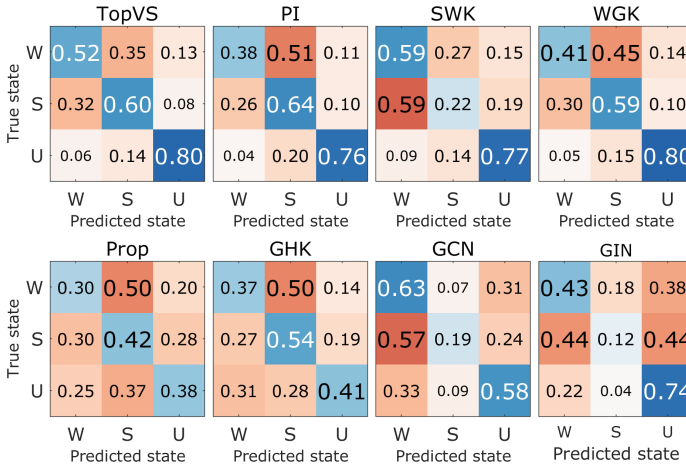 TopVS PI SWK WGK
True state
W 0.52 0.35 0.13 0.38 0.51 0.11 0.59 0.27 0.15 0.41 0.45 0.14
S 0.32 0.60 0.08 0.26 0.64 0.10 0.59 0.22 0.19 0.30 0.59 0.10
U 0.06 0.14 0.80 0.04 0.20 0.76 0.09 0.14 0.77 0.05 0.15 0.80
W S U W S U W S U W S U
Predicted state Predicted state Predicted state Predicted state
Prop GHK GCN GIN
True state
W 0.30 0.50 0.20 0.37 0.50 0.14 0.63 0.07 0.31 0.43 0.18 0.38
S 0.30 0.42 0.28 0.27 0.54 0.19 0.57 0.19 0.24 0.44 0.12 0.44
U 0.25 0.37 0.38 0.31 0.28 0.41 0.33 0.09 0.58 0.22 0.04 0.74
W S U W S U W S U W S U
Predicted state Predicted state Predicted state Predicted state